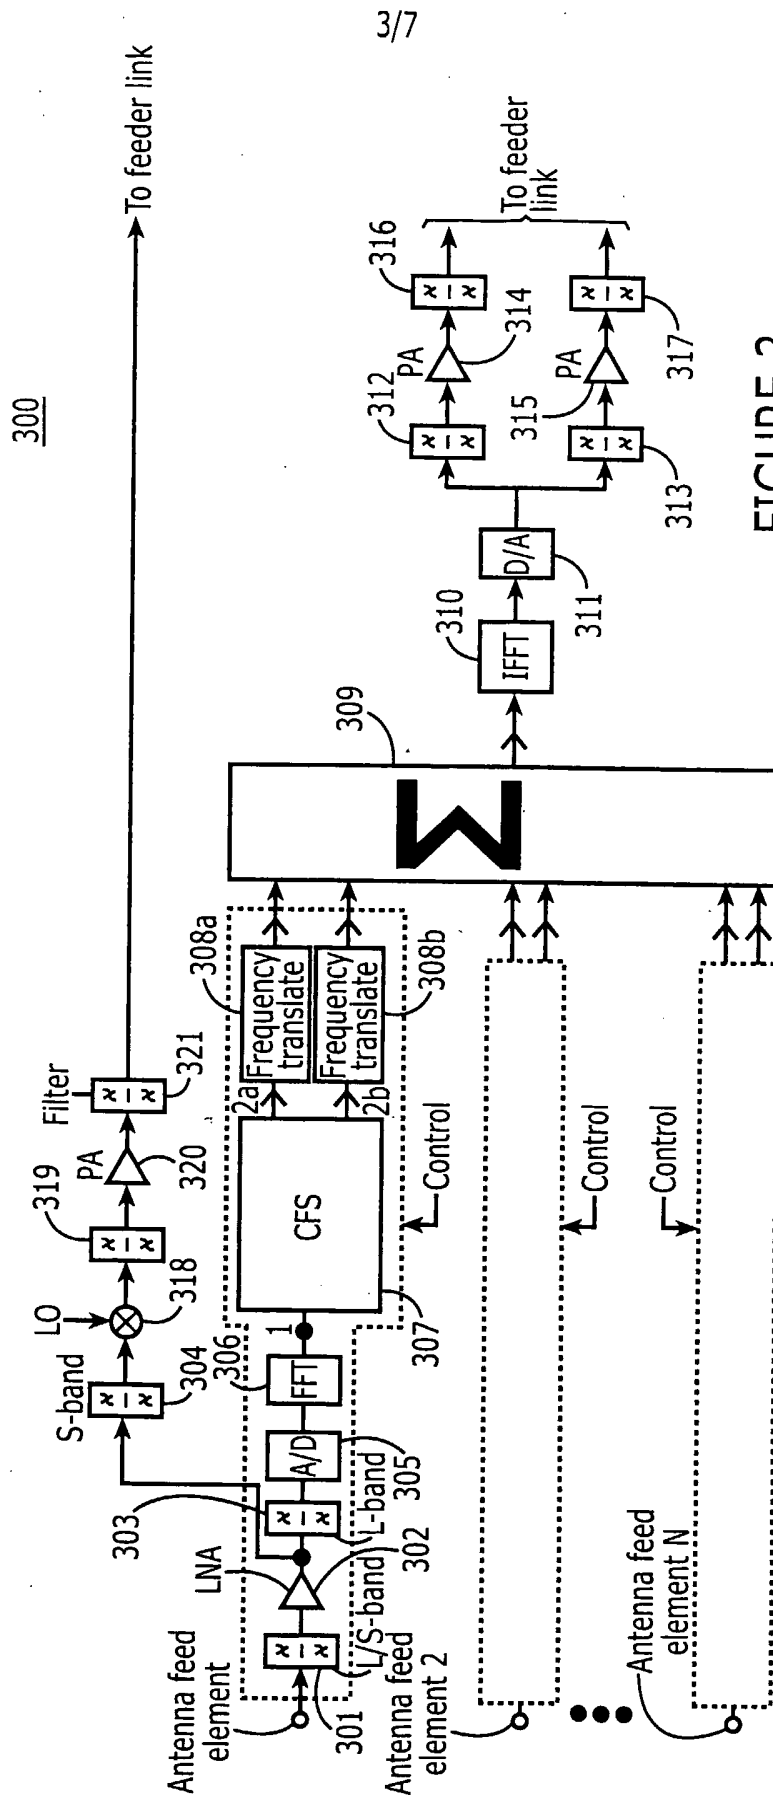 3/7
300
To feeder link
Filter
321
PA
320
319
LO
318
S-band
304
Antenna feed
element
L/S-band
301
LNA
302
303
L-band
A/D
305
FFT
306
1
CFS
307
2a
2b
Frequency
translate
308a
Frequency
translate
308b
Control
Antenna feed
element 2
Control
Antenna feed
element N
Control
Σ
309
IFFT
310
D/A
311
312
PA
314
316
313
315
PA
317
To feeder
link